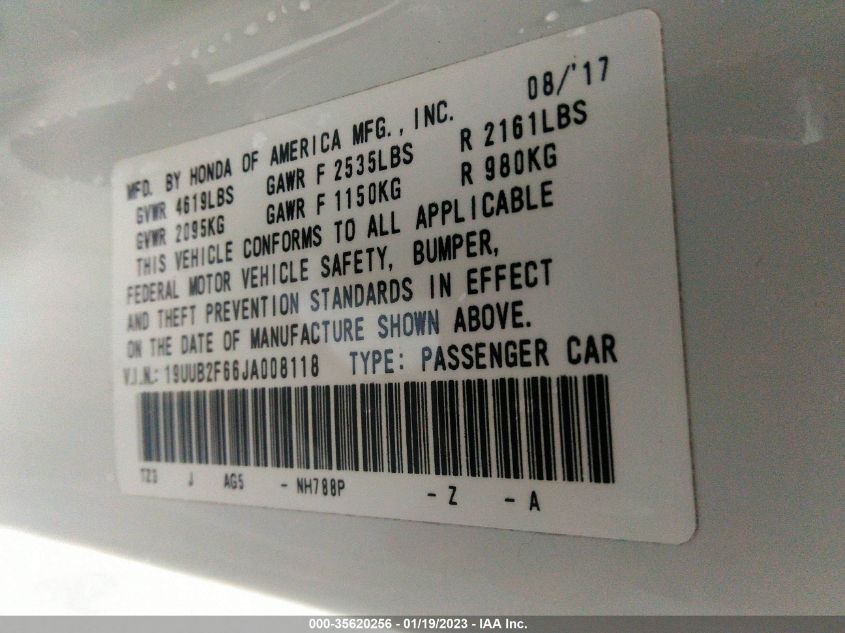 08/'17
MFD. BY HONDA OF AMERICA MFG., INC.
GVWR 4619LBS GAWR F 2535LBS R 2161LBS
GVWR 2095KG GAWR F 1150KG R 980KG
THIS VEHICLE CONFORMS TO ALL APPLICABLE
FEDERAL MOTOR VEHICLE SAFETY, BUMPER,
AND THEFT PREVENTION STANDARDS IN EFFECT
ON THE DATE OF MANUFACTURE SHOWN ABOVE.
V.I.N.: 19UUB2F66JA008118 TYPE: PASSENGER CAR
TZ3 J AG5 - NH788P - Z - A
000-35620256 - 01/19/2023 - IAA Inc.